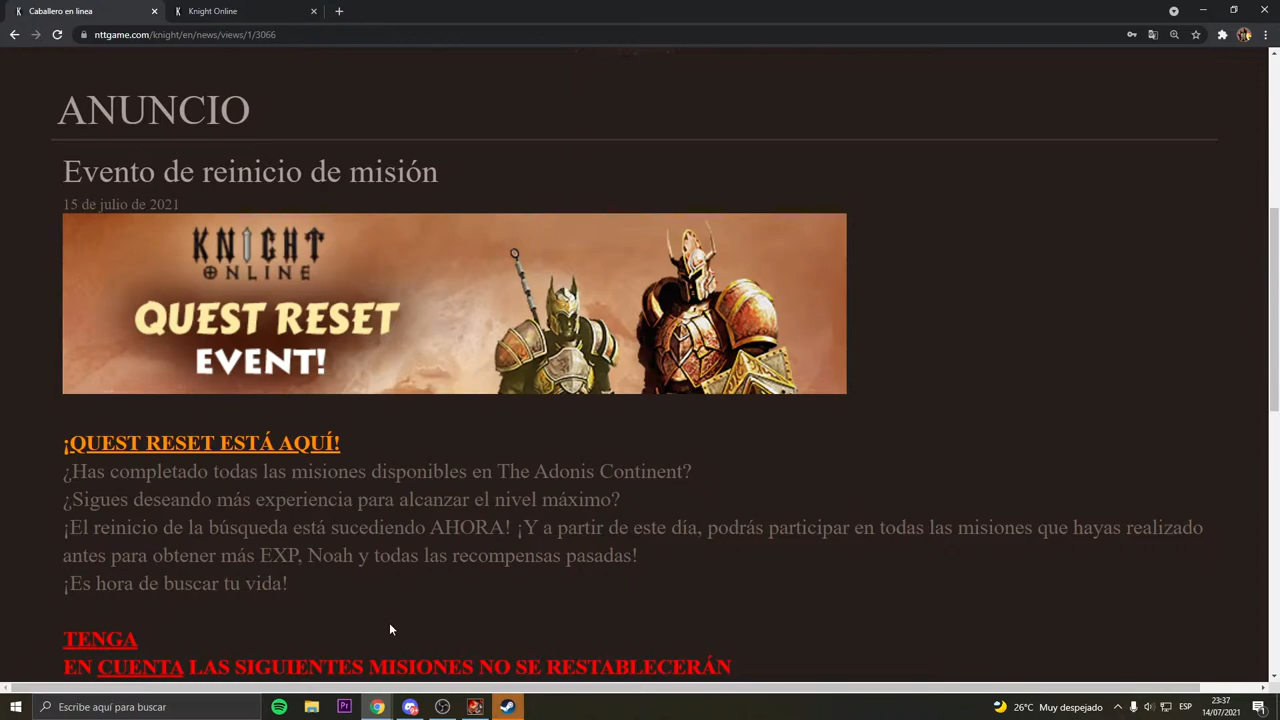 Caballero en linea
Knight Online
nttgame.com/knight/en/news/views/1/3066
ANUNCIO
Evento de reinicio de misión
15 de julio de 2021
KNIGHT
ONLINE
QUEST RESET
EVENT!
¡QUEST RESET ESTÁ AQUÍ!
¿Has completado todas las misiones disponibles en The Adonis Continent?
¿Sigues deseando más experiencia para alcanzar el nivel máximo?
¡El reinicio de la búsqueda está sucediendo AHORA! ¡Y a partir de este día, podrás participar en todas las misiones que hayas realizado
antes para obtener más EXP, Noah y todas las recompensas pasadas!
¡Es hora de buscar tu vida!
TENGA
EN CUENTA LAS SIGUIENTES MISIONES NO SE RESTABLECERÁN
Escribe aquí para buscar
Pr
26°C Muy despejado
ESP
23:37
14/07/2021